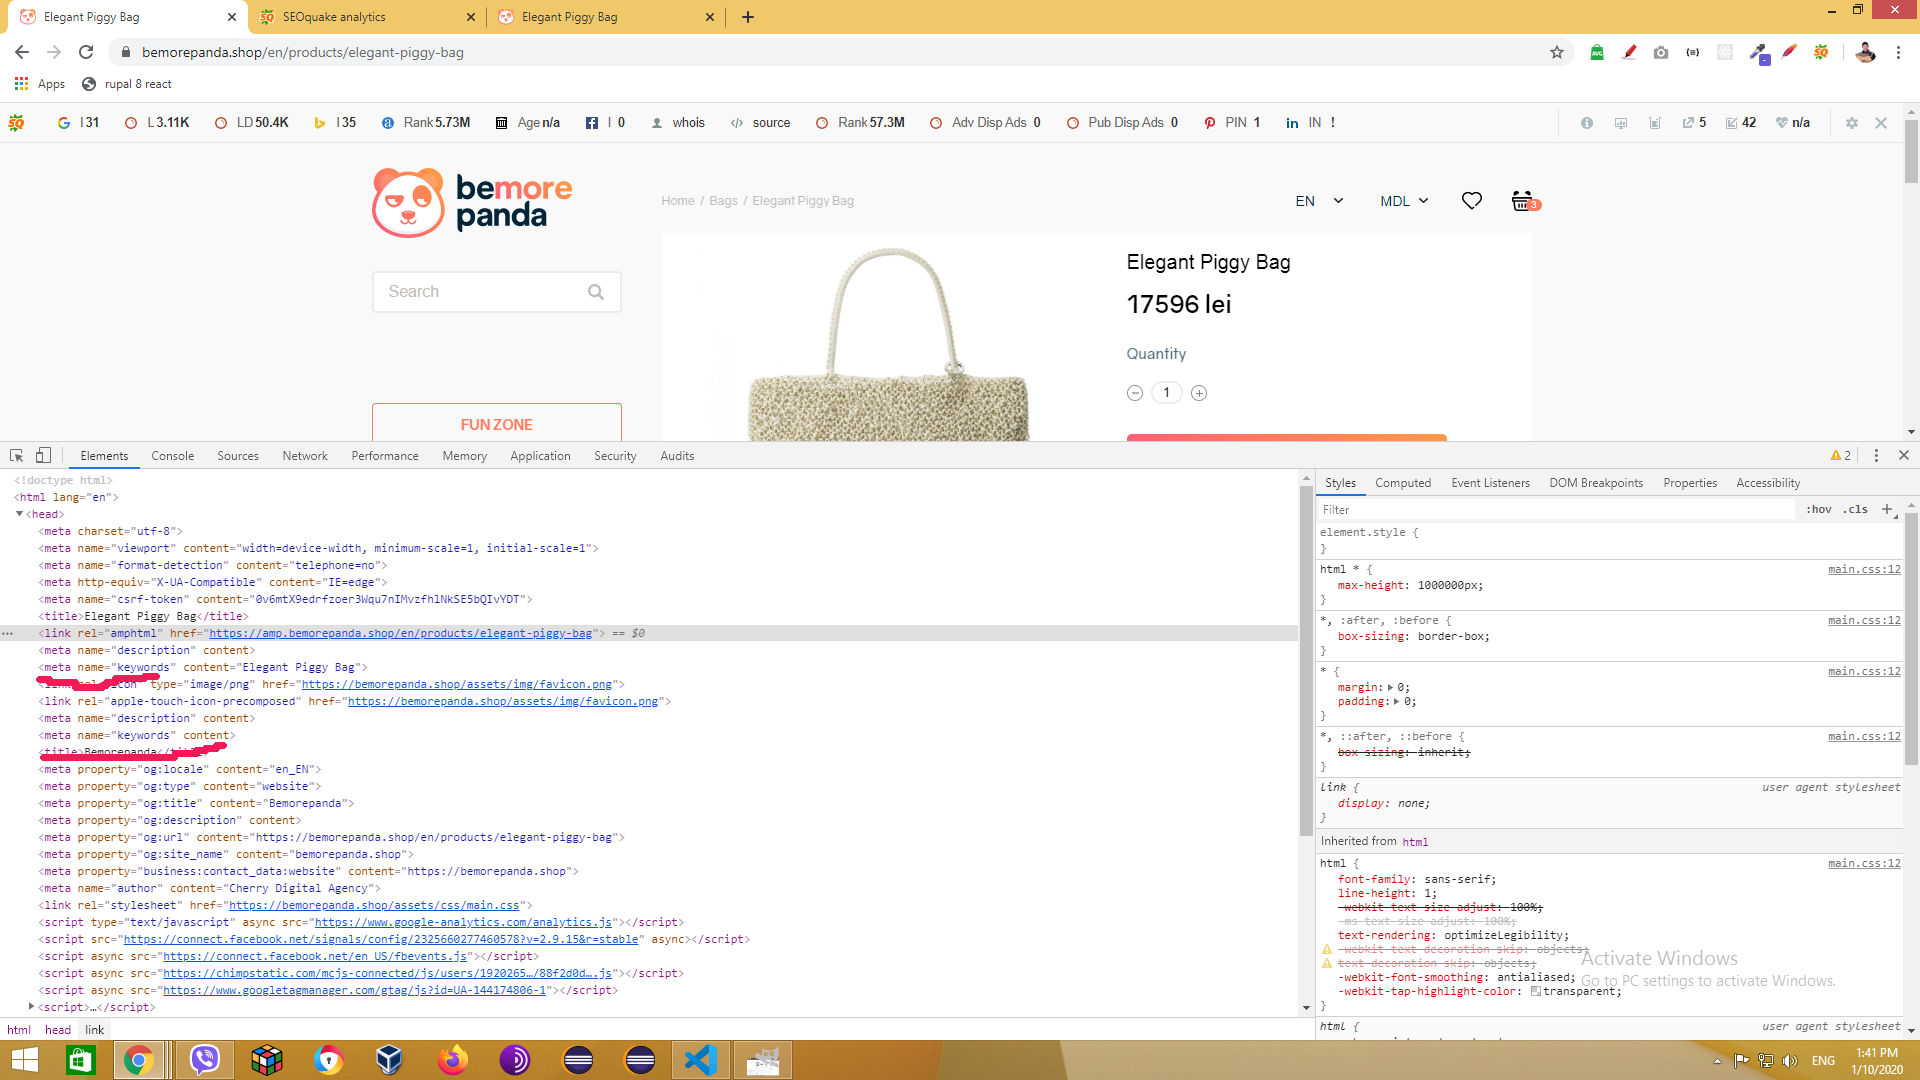 Elegant Piggy Bag
SEOquake analytics
Elegant Piggy Bag
bemorepanda.shop/en/products/elegant-piggy-bag
Apps
rupal 8 react
I 31
L 3.11K
LD 50.4K
I 35
Rank 5.73M
Age n/a
I 0
whois
source
Rank 57.3M
Adv Disp Ads 0
Pub Disp Ads 0
PIN 1
IN !
5
42
n/a
bemore
panda
Home / Bags / Elegant Piggy Bag
EN
MDL
3
Search
FUN ZONE
Elegant Piggy Bag
17596 lei
Quantity
1
Elements Console Sources Network Performance Memory Application Security Audits
2
<!doctype html>
<html lang="en">
<head>
<meta charset="utf-8">
<meta name="viewport" content="width=device-width, minimum-scale=1, initial-scale=1">
<meta name="format-detection" content="telephone=no">
<meta http-equiv="X-UA-Compatible" content="IE=edge">
<meta name="csrf-token" content="0v6mtX9edrfzoer3Wqu7nIMvzfhlNkSE5bQIvYDT">
<title>Elegant Piggy Bag</title>
<link rel="amphtml" href="https://amp.bemorepanda.shop/en/products/elegant-piggy-bag"> == $0
<meta name="description" content>
<meta name="keywords" content="Elegant Piggy Bag">
<link rel="icon" type="image/png" href="https://bemorepanda.shop/assets/img/favicon.png">
<link rel="apple-touch-icon-precomposed" href="https://bemorepanda.shop/assets/img/favicon.png">
<meta name="description" content>
<meta name="keywords" content>
<title>Bemorepanda</title>
<meta property="og:locale" content="en_EN">
<meta property="og:type" content="website">
<meta property="og:title" content="Bemorepanda">
<meta property="og:description" content>
<meta property="og:url" content="https://bemorepanda.shop/en/products/elegant-piggy-bag">
<meta property="og:site_name" content="bemorepanda.shop">
<meta property="business:contact_data:website" content="https://bemorepanda.shop">
<meta name="author" content="Cherry Digital Agency">
<link rel="stylesheet" href="https://bemorepanda.shop/assets/css/main.css">
<script type="text/javascript" async src="https://www.google-analytics.com/analytics.js"></script>
<script src="https://connect.facebook.net/signals/config/2325660277460578?v=2.9.15&r=stable" async></script>
<script async src="https://connect.facebook.net/en_US/fbevents.js"></script>
<script async src="https://chimpstatic.com/mcjs-connected/js/users/1920265…/88f2d0d….js"></script>
<script async src="https://www.googletagmanager.com/gtag/js?id=UA-144174806-1"></script>
<script>…</script>
html head link
Styles Computed Event Listeners DOM Breakpoints Properties Accessibility
Filter
:hov .cls +
element.style {
}
html * { main.css:12
max-height: 1000000px;
}
*, :after, :before { main.css:12
box-sizing: border-box;
}
* { main.css:12
margin: 0;
padding: 0;
}
*, ::after, ::before { main.css:12
box-sizing: inherit;
}
link { user agent stylesheet
display: none;
}
Inherited from html
html { main.css:12
font-family: sans-serif;
line-height: 1;
-webkit-text-size-adjust: 100%;
-ms-text-size-adjust: 100%;
text-rendering: optimizeLegibility;
-webkit-text-decoration-skip: objects;
text-decoration-skip: objects;
-webkit-font-smoothing: antialiased;
-webkit-tap-highlight-color: transparent;
}
html { user agent stylesheet
Activate Windows
Go to PC settings to activate Windows.
ENG
1:41 PM
1/10/2020